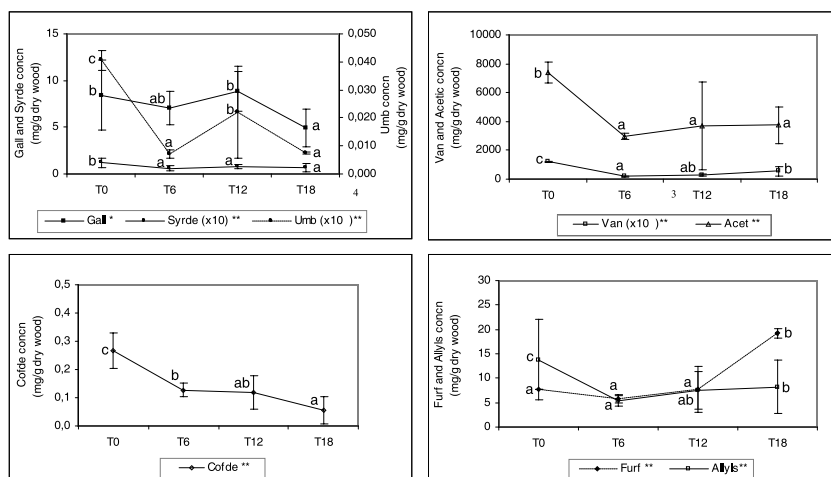 Gall and Syrde concn
(mg/g dry wood)
15
10
5
0
Umb concn
(mg/g dry wood)
0,050
0,040
0,030
0,020
0,010
0,000
c
b
b
ab
a
a
b
b
a
a
a
a
T0 T6 T12 T18
4
Gall * Syrde (x10) ** Umb (x10 )**
Van and Acetic concn
(mg/g dry wood)
10000
8000
6000
4000
2000
0
b
a
a
a
c
a
ab
b
T0 T6 T12 T18
3
Van (x10 )** Acet **
Cofde concn
(mg/g dry wood)
0,5
0,4
0,3
0,2
0,1
0,0
c
b
ab
a
T0 T6 T12 T18
Cofde **
Furf and Allyls concn
(mg/g dry wood)
30
25
20
15
10
5
0
c
a
a
a
a
ab
b
b
T0 T6 T12 T18
Furf ** Allyls**